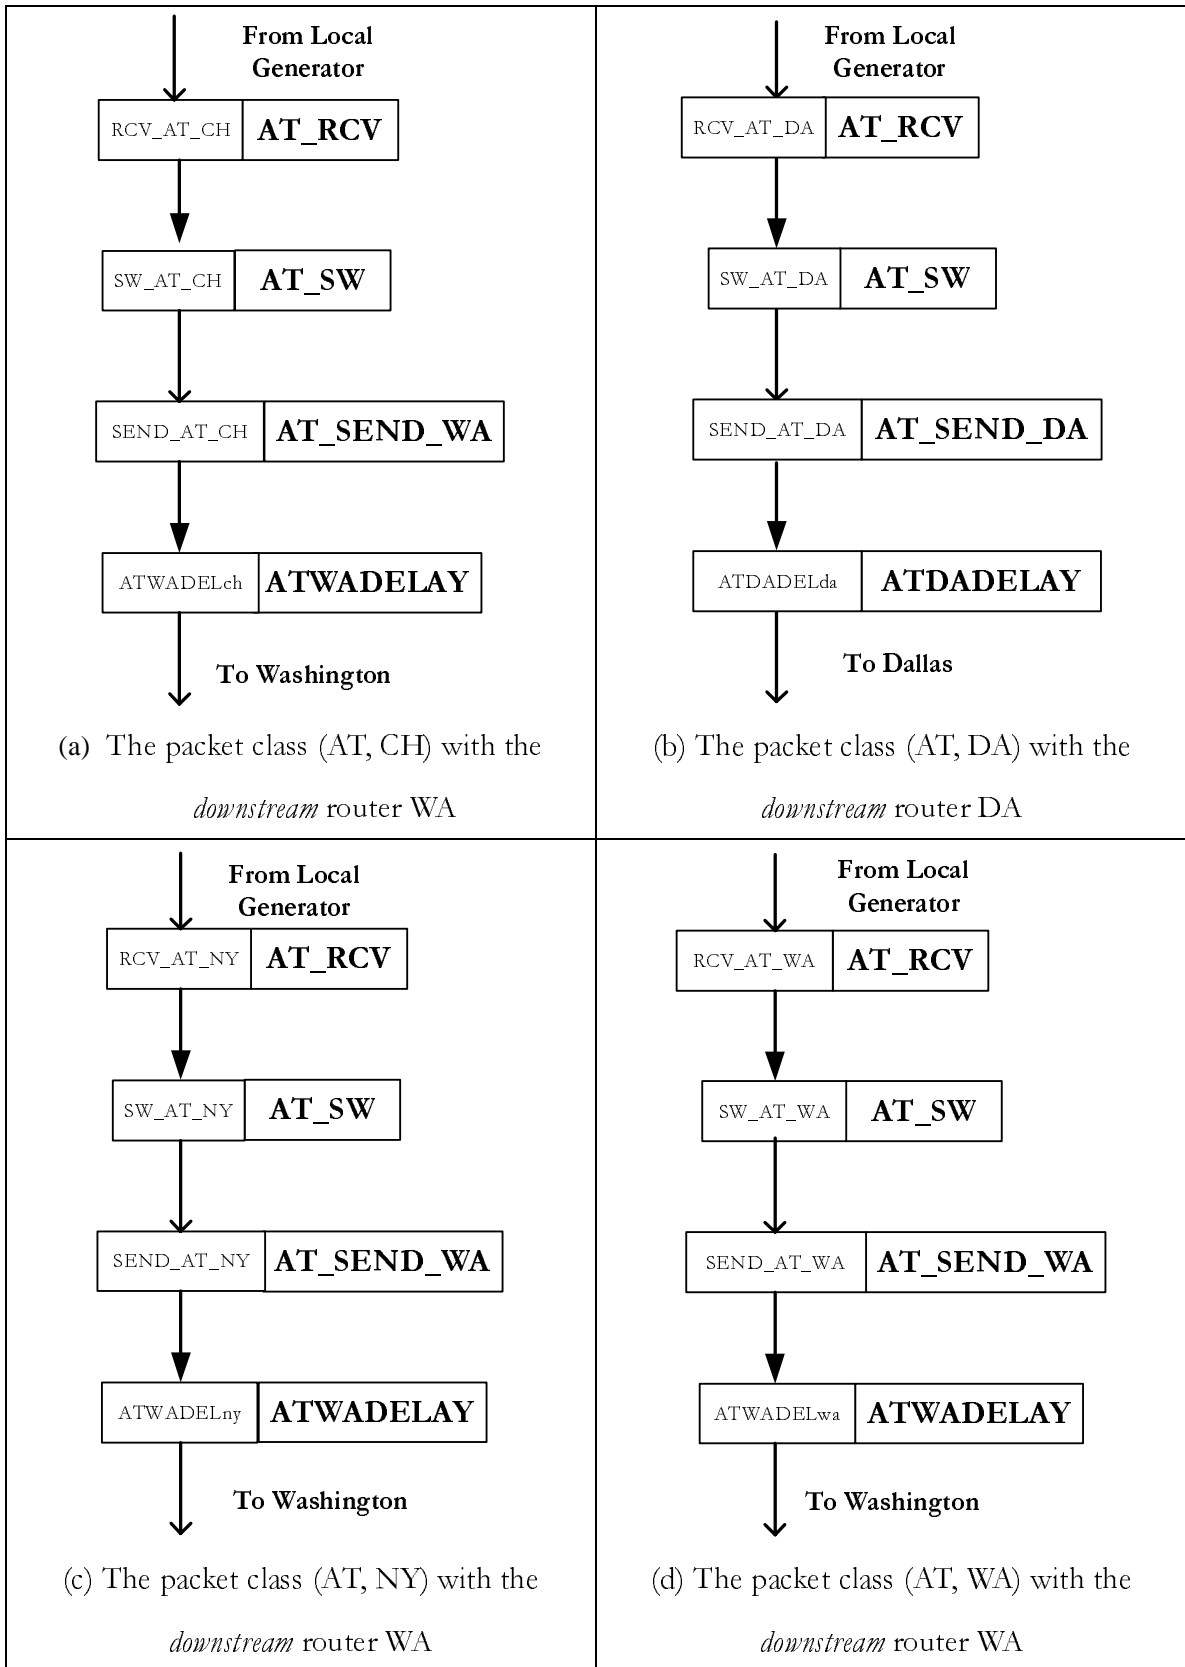 From Local
Generator
RCV_AT_CH AT_RCV
SW_AT_CH AT_SW
SEND_AT_CH AT_SEND_WA
ATWADELch ATWADELAY
To Washington
(a) The packet class (AT, CH) with the
downstream router WA
From Local
Generator
RCV_AT_DA AT_RCV
SW_AT_DA AT_SW
SEND_AT_DA AT_SEND_DA
ATDADELda ATDADELAY
To Dallas
(b) The packet class (AT, DA) with the
downstream router DA
From Local
Generator
RCV_AT_NY AT_RCV
SW_AT_NY AT_SW
SEND_AT_NY AT_SEND_WA
ATWADELny ATWADELAY
To Washington
(c) The packet class (AT, NY) with the
downstream router WA
From Local
Generator
RCV_AT_WA AT_RCV
SW_AT_WA AT_SW
SEND_AT_WA AT_SEND_WA
ATWADELwa ATWADELAY
To Washington
(d) The packet class (AT, WA) with the
downstream router WA